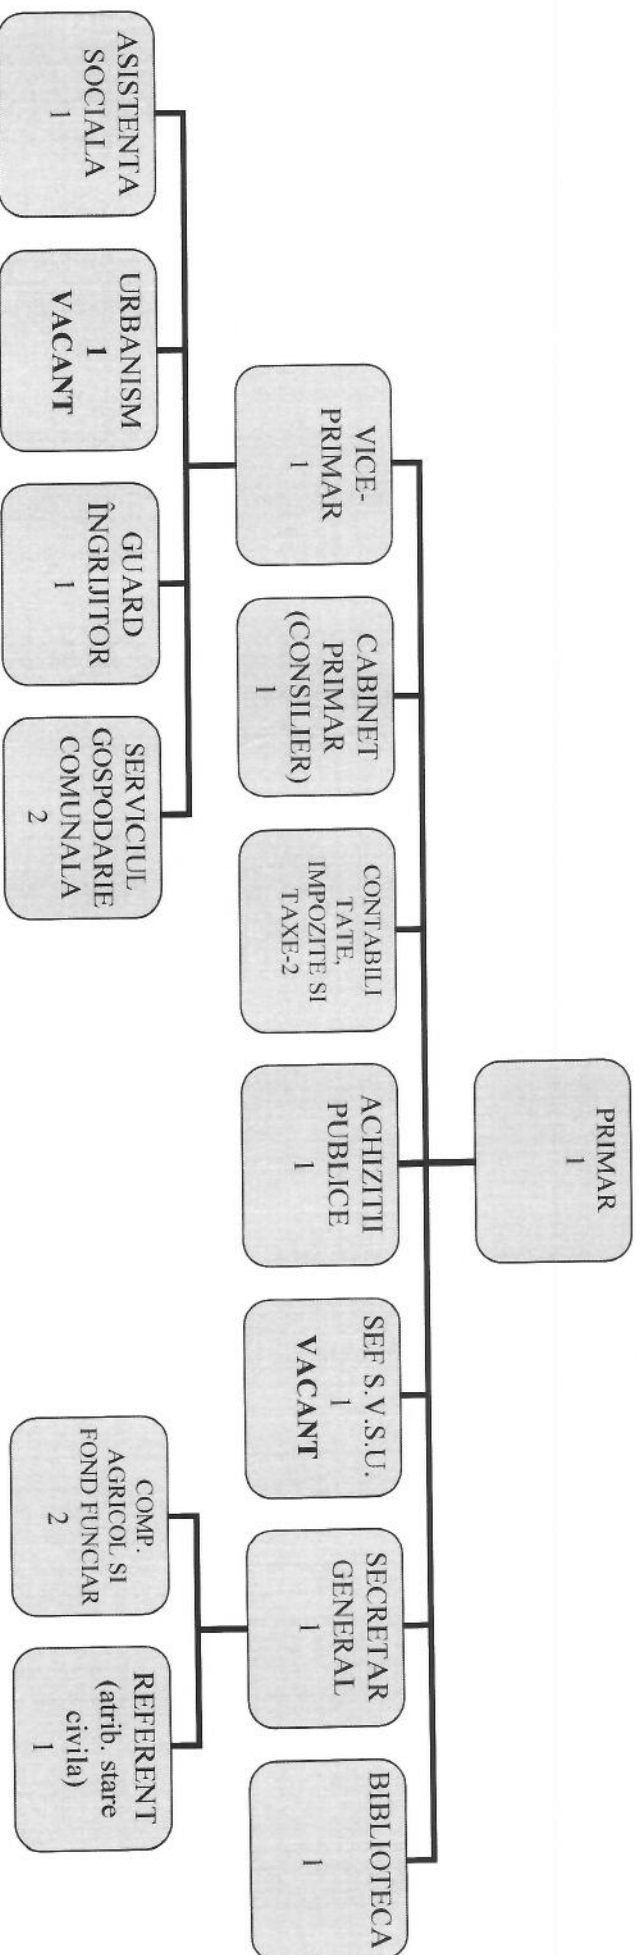 PRIMAR
1
VICE-
PRIMAR
1
CABINET
PRIMAR
(CONSILIER)
1
CONTABILI
TATE,
IMPOZITE SI
TAXE-2
ACHIZITII
PUBLICE
1
SEF S.V.S.U.
1
VACANT
SECRETAR
GENERAL
1
BIBLIOTECA
1
ASISTENTA
SOCIALA
1
URBANISM
1
VACANT
GUARD
ÎNGRIJITOR
1
SERVICIUL
GOSPODARIE
COMUNALA
2
COMP.
AGRICOL SI
FOND FUNCIAR
2
REFERENT
(atrib. stare
civila)
1